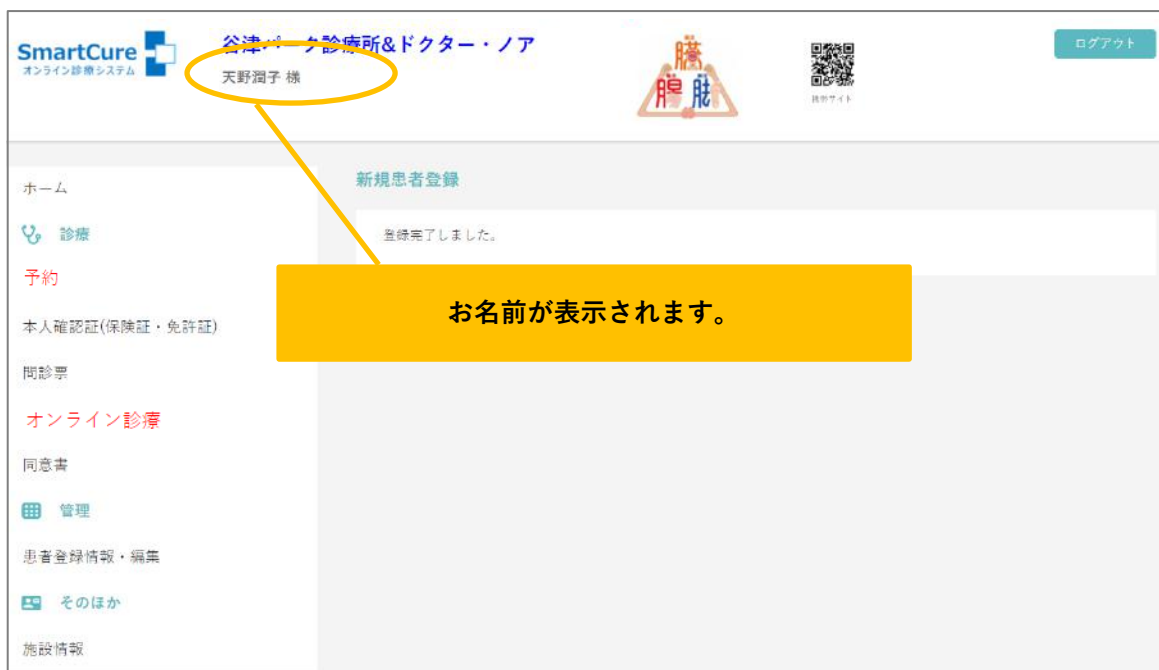 SmartCure
オンライン診療システム
谷津パーク診療所&ドクター・ノア
天野潤子 様
ログアウト
ホーム
診療
予約
本人確認証(保険証・免許証)
問診票
オンライン診療
同意書
管理
患者登録情報・編集
そのほか
施設情報
新規患者登録
登録完了しました。
お名前が表示されます。